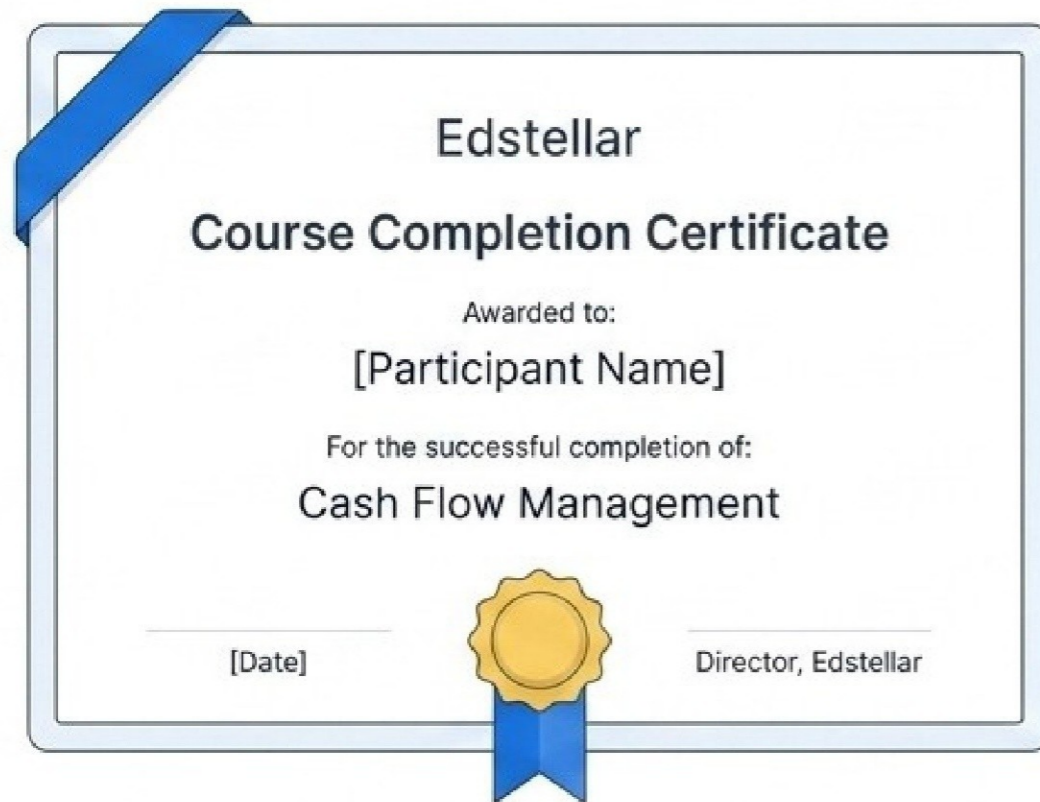 Edstellar
Course Completion Certificate
Awarded to:
[Participant Name]
For the successful completion of:
Cash Flow Management
[Date]
Director, Edstellar